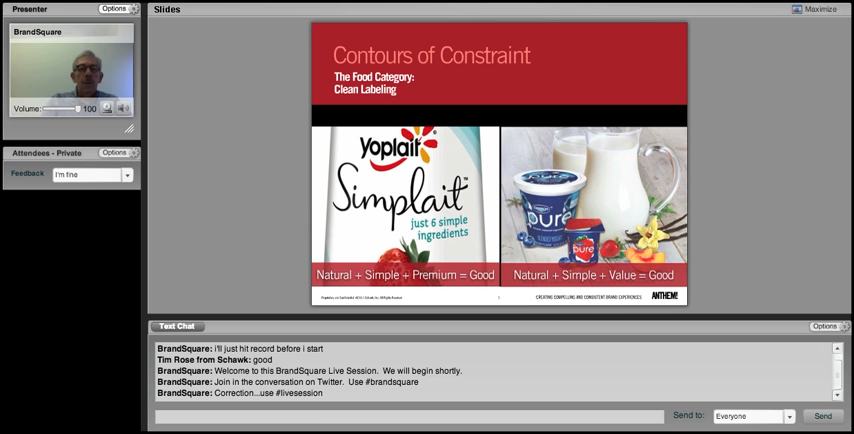 Presenter
Options
BrandSquare
Volume: 100
Attendees - Private
Options
Feedback
I'm fine
Slides
Maximize
Contours of Constraint
The Food Category:
Clean Labeling
Yoplait
Simplait™
just 6 simple
ingredients
Natural + Simple + Premium = Good
pure
pure
Natural + Simple + Value = Good
CREATING COMPELLING AND CONSISTENT BRAND EXPERIENCES
ANTHEM!
Text Chat
Options
BrandSquare: i'll just hit record before i start
Tim Rose from Schawk: good
BrandSquare: Welcome to this BrandSquare Live Session. We will begin shortly.
BrandSquare: Join in the conversation on Twitter. Use #brandsquare
BrandSquare: Correction...use #livesession
Send to:
Everyone
Send